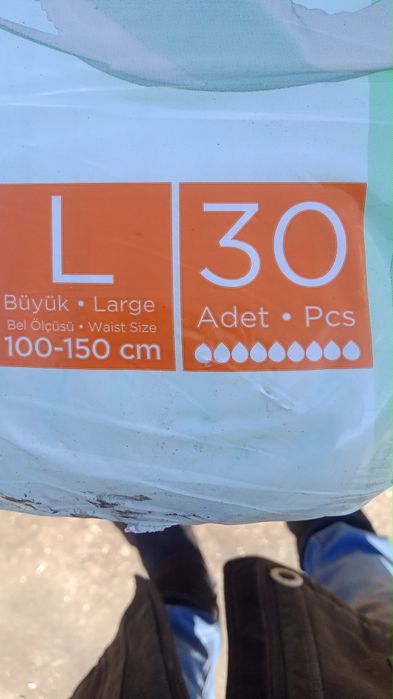 L
Büyük • Large
Bel Ölçüsü • Waist Size
100-150 cm
30
Adet • Pcs